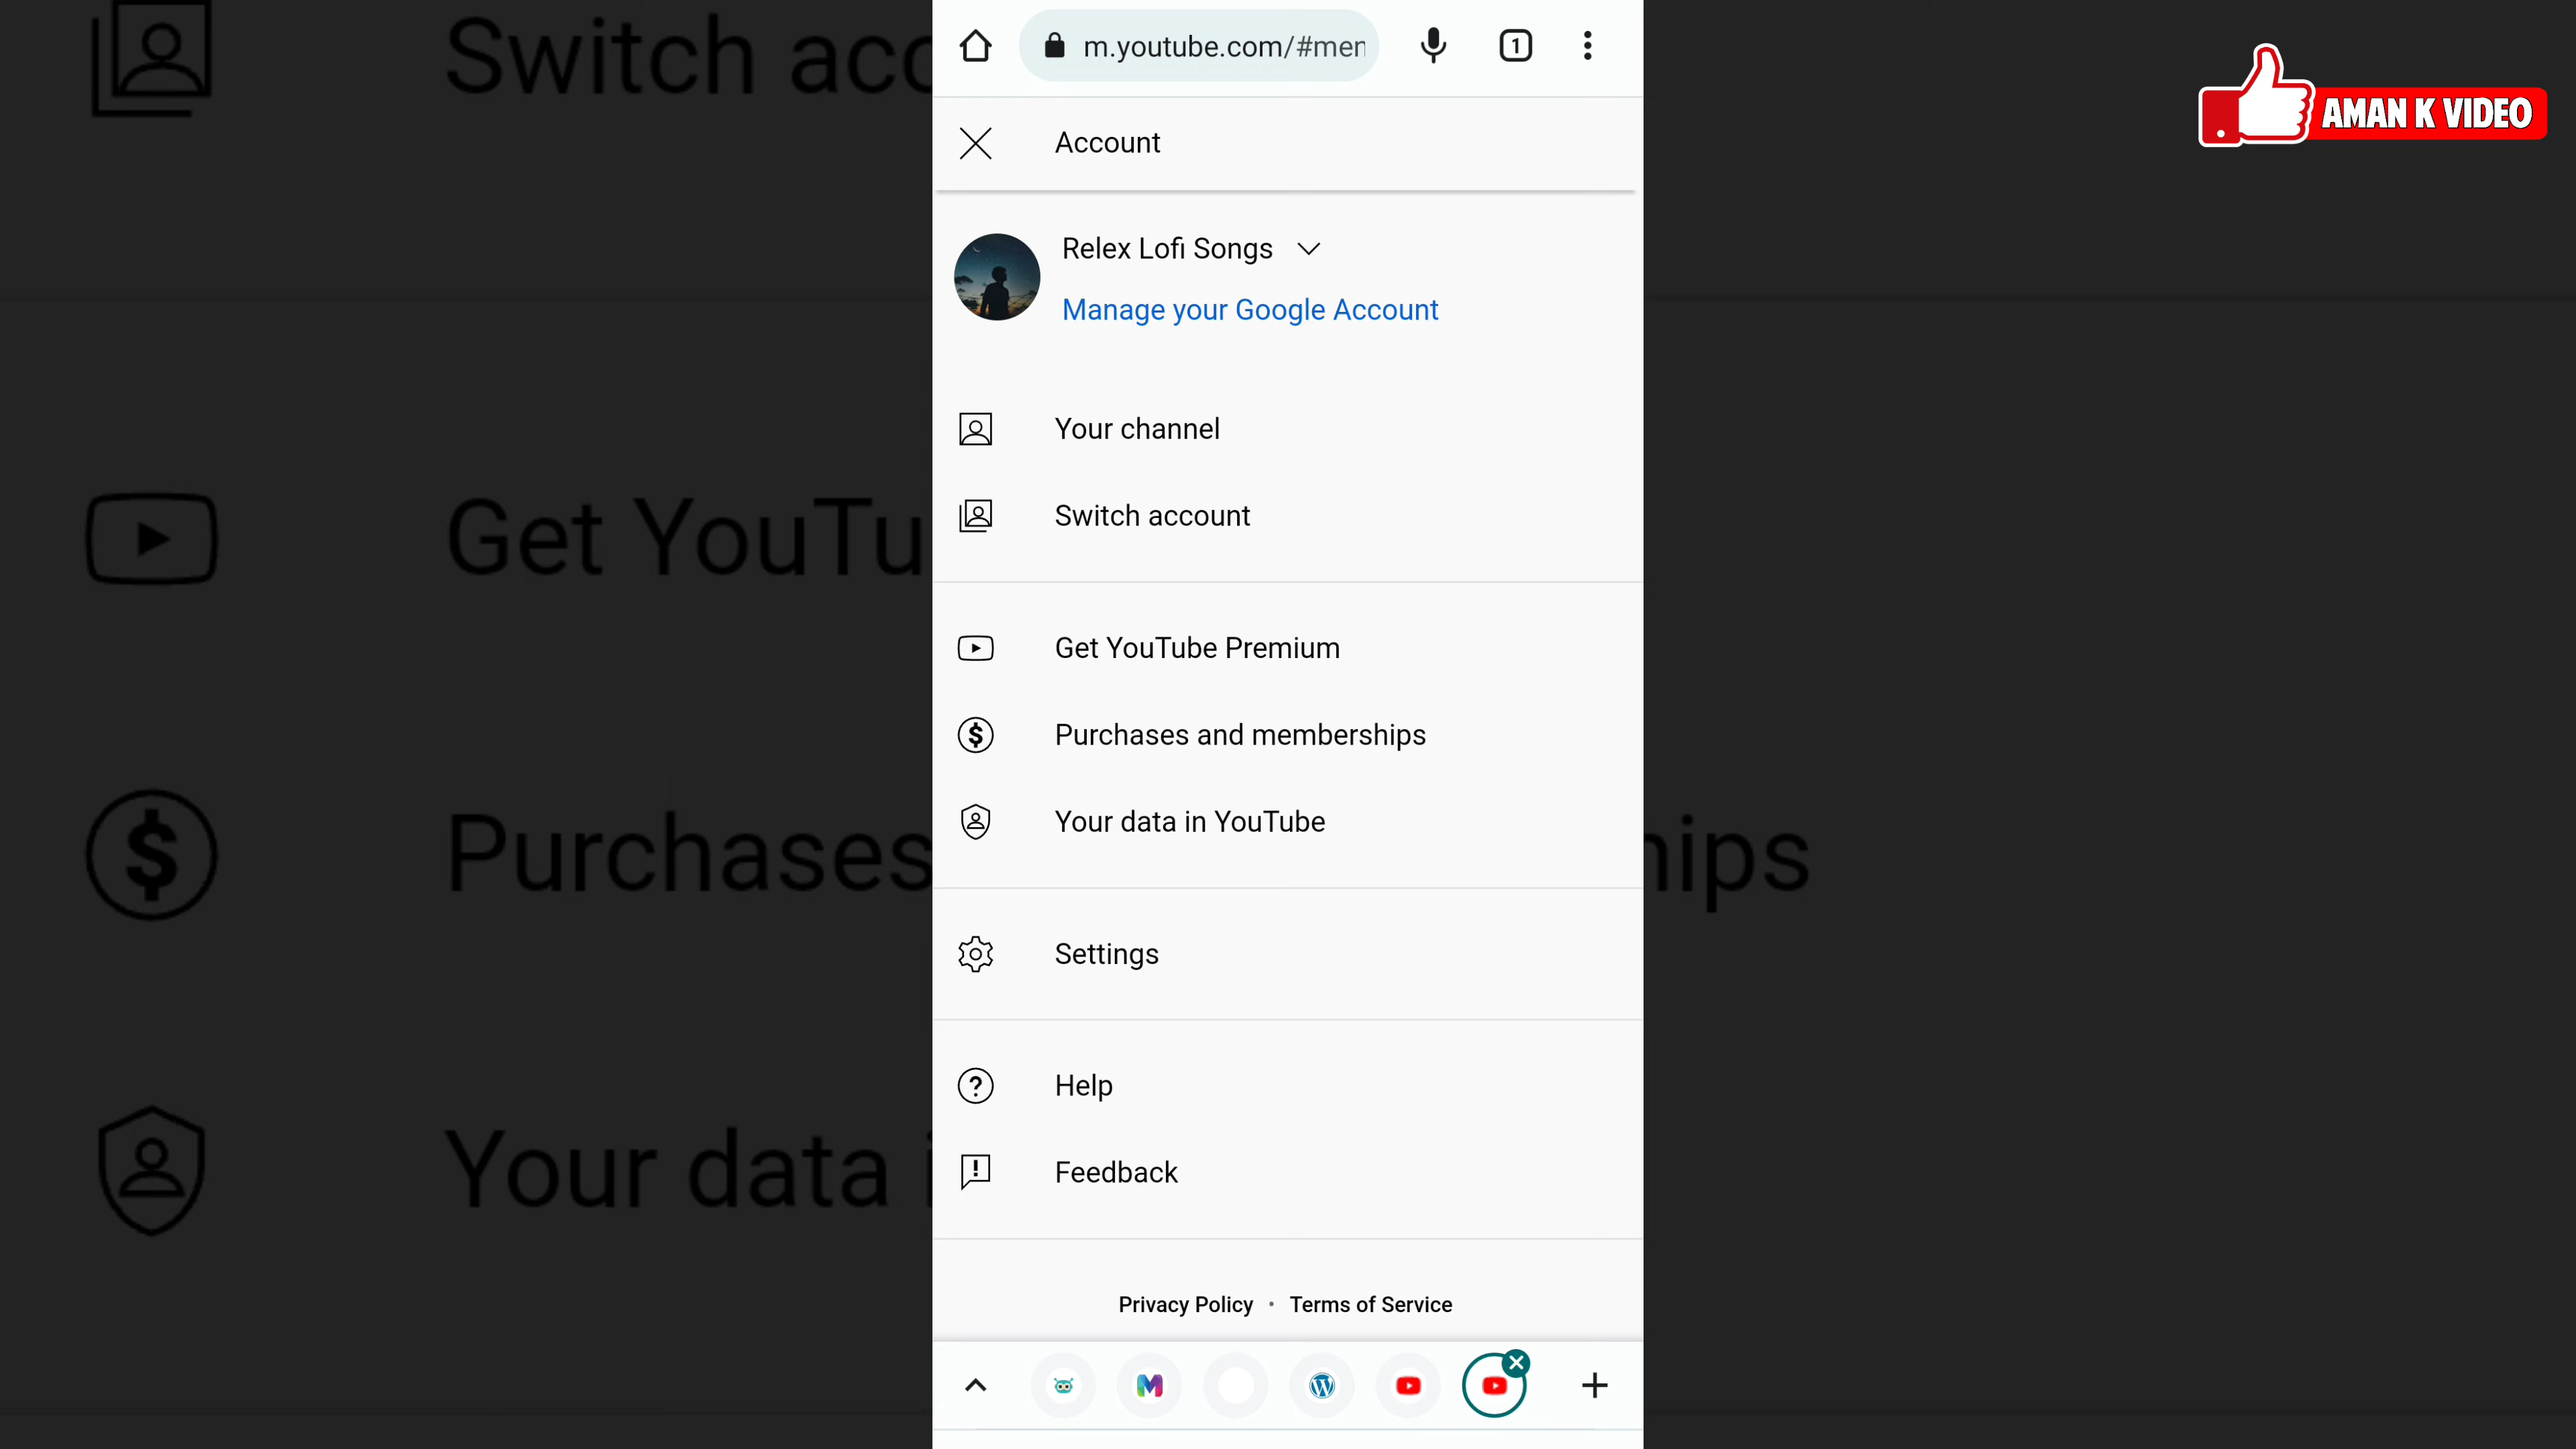 m.youtube.com/#men
1
Account
AMAN K VIDEO
Relex Lofi Songs
Manage your Google Account
Your channel
Switch account
Get YouTube Premium
Purchases and memberships
Your data in YouTube
Settings
Help
Feedback
Privacy Policy • Terms of Service
Switch acc
Get YouTu
Purchases
hips
Your data i